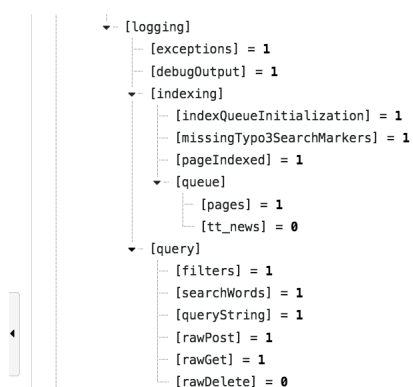 [logging]
[exceptions] = 1
[debugOutput] = 1
[indexing]
[indexQueueInitialization] = 1
[missingTypo3SearchMarkers] = 1
[pageIndexed] = 1
[queue]
[pages] = 1
[tt_news] = 0
[query]
[filters] = 1
[searchWords] = 1
[queryString] = 1
[rawPost] = 1
[rawGet] = 1
[rawDelete] = 0